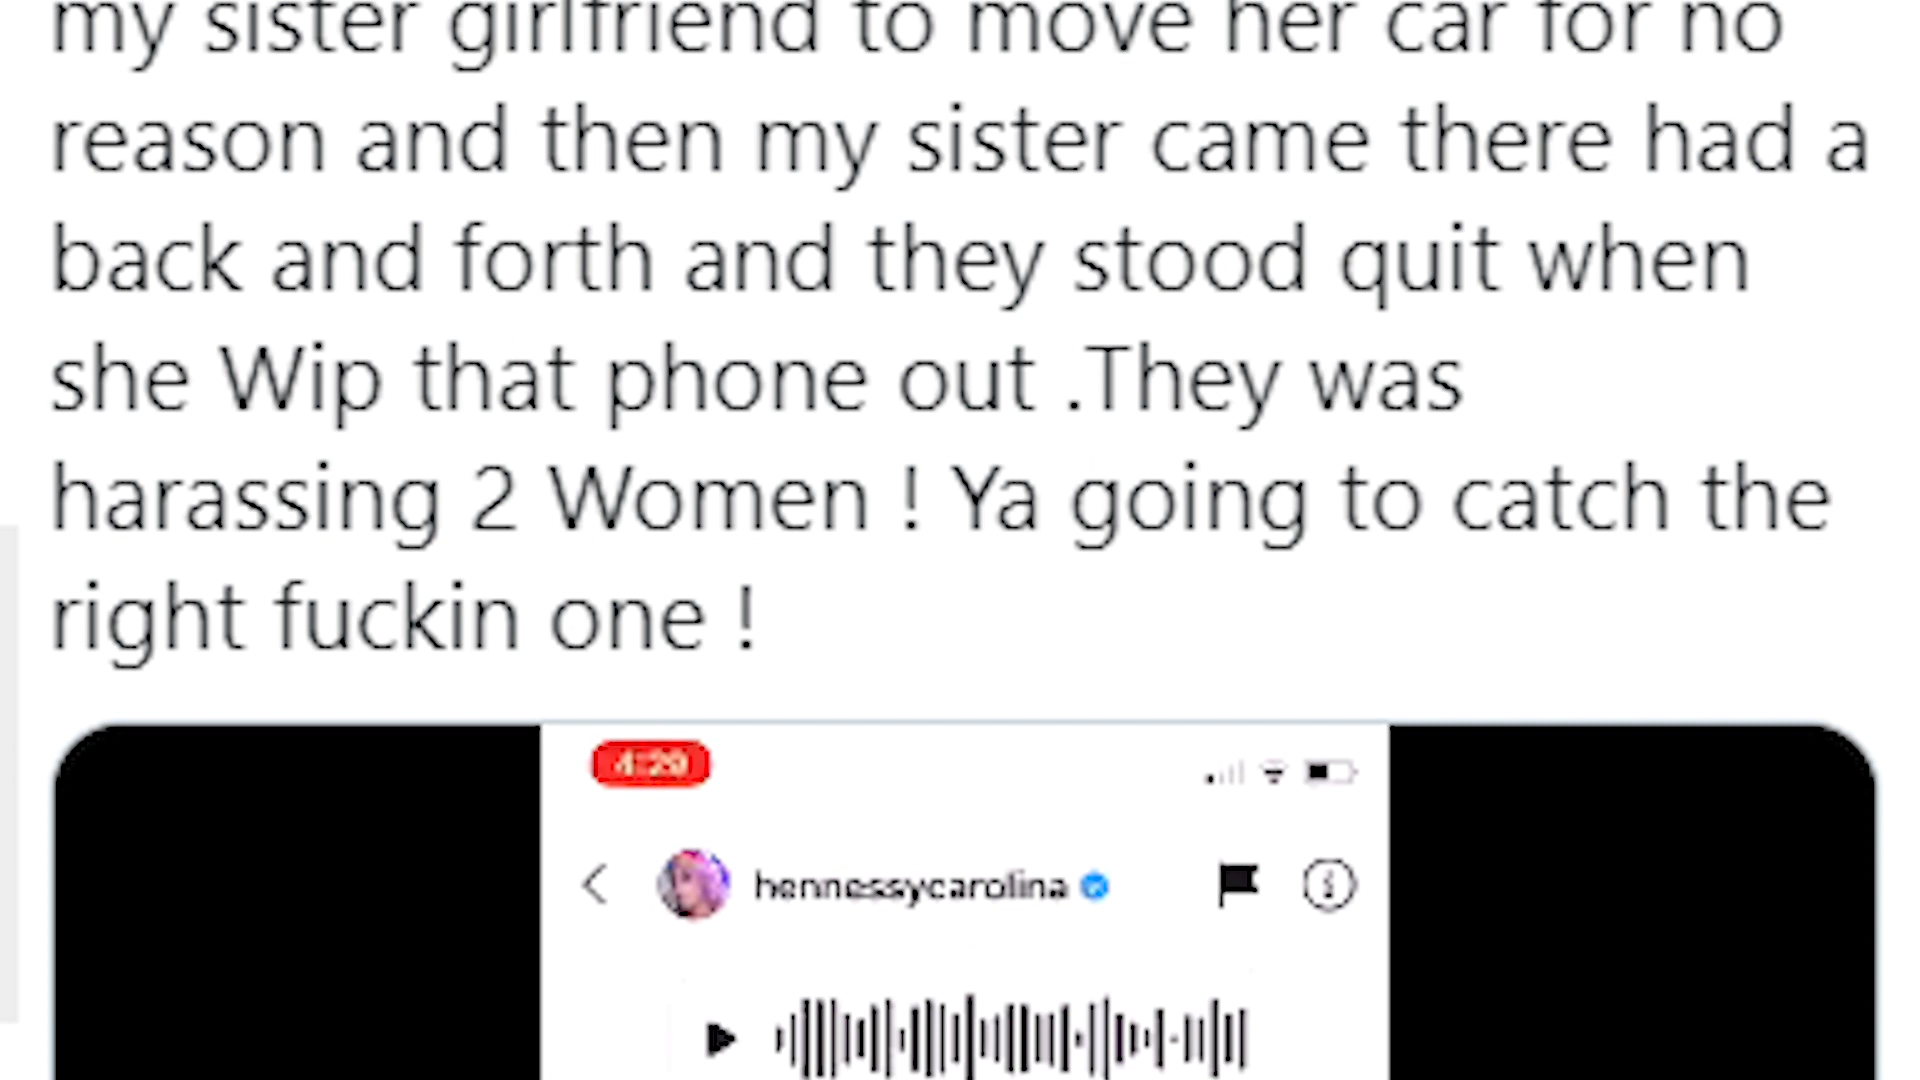 my sister girlfriend to move her car for no
reason and then my sister came there had a
back and forth and they stood quit when
she Wip that phone out .They was
harassing 2 Women ! Ya going to catch the
right fuckin one !
4:29
hennessycarolina